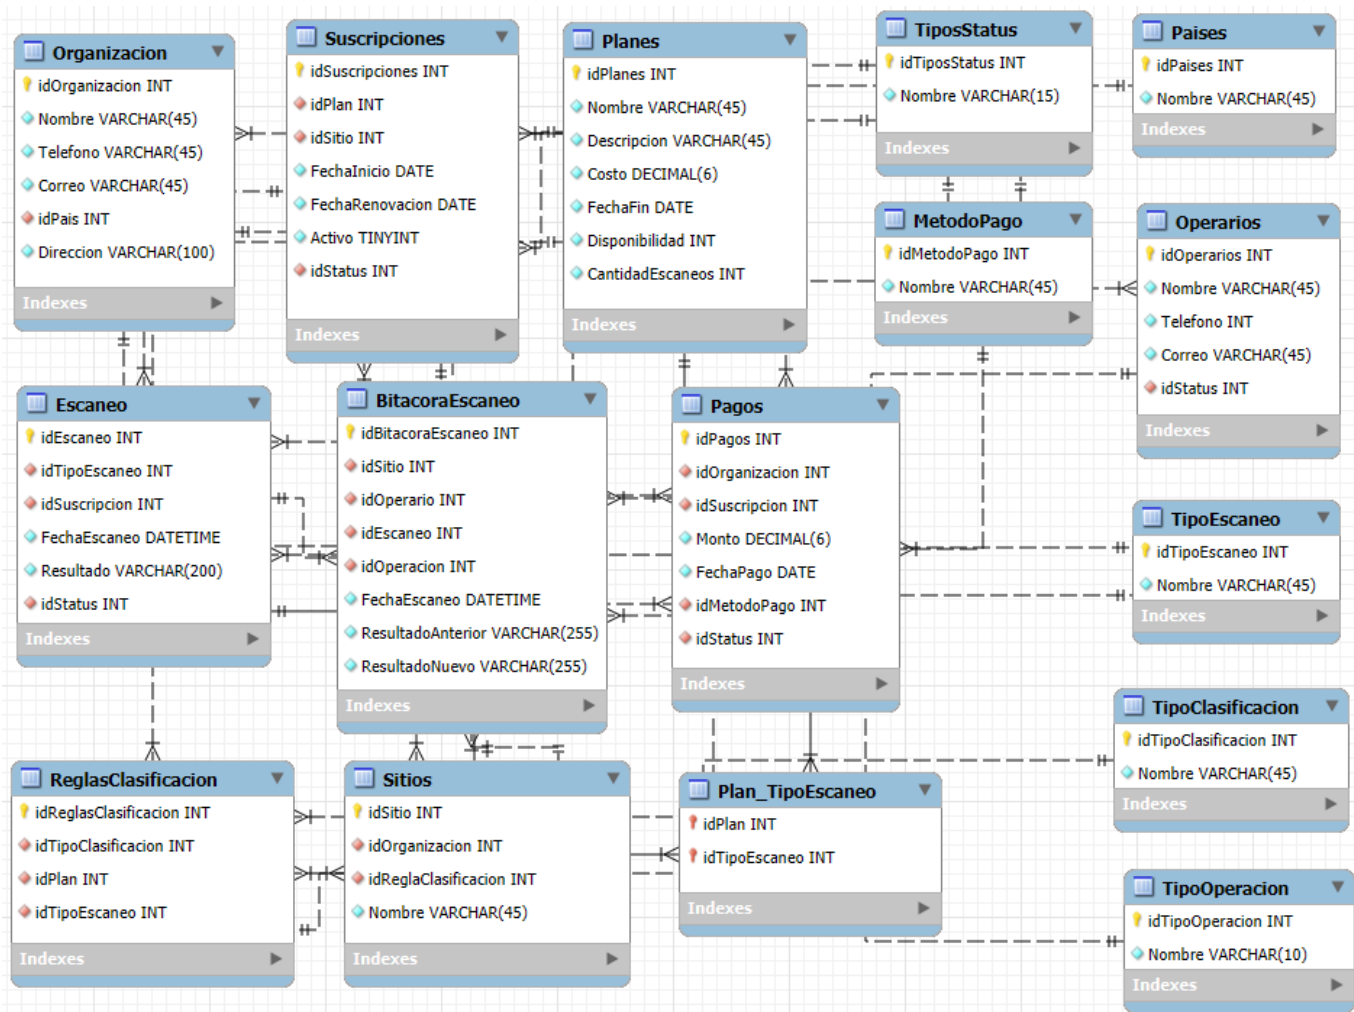 Organizacion
idOrganizacion INT
Nombre VARCHAR(45)
Telefono VARCHAR(45)
Correo VARCHAR(45)
idPais INT
Direccion VARCHAR(100)
Indexes
Suscripciones
idSuscripciones INT
idPlan INT
idSitio INT
FechaInicio DATE
FechaRenovacion DATE
Activo TINYINT
idStatus INT
Indexes
Planes
idPlanes INT
Nombre VARCHAR(45)
Descripcion VARCHAR(45)
Costo DECIMAL(6)
FechaFin DATE
Disponibilidad INT
CantidadEscaneos INT
Indexes
TiposStatus
idTiposStatus INT
Nombre VARCHAR(15)
Indexes
Paises
idPaises INT
Nombre VARCHAR(45)
Indexes
MetodoPago
idMetodoPago INT
Nombre VARCHAR(45)
Indexes
Operarios
idOperarios INT
Nombre VARCHAR(45)
Telefono INT
Correo VARCHAR(45)
idStatus INT
Indexes
Escaneo
idEscaneo INT
idTipoEscaneo INT
idSuscripcion INT
FechaEscaneo DATETIME
Resultado VARCHAR(200)
idStatus INT
Indexes
BitacoraEscaneo
idBitacoraEscaneo INT
idSitio INT
idOperario INT
idEscaneo INT
idOperacion INT
FechaEscaneo DATETIME
ResultadoAnterior VARCHAR(255)
ResultadoNuevo VARCHAR(255)
Indexes
Pagos
idPagos INT
idOrganizacion INT
idSuscripcion INT
Monto DECIMAL(6)
FechaPago DATE
idMetodoPago INT
idStatus INT
Indexes
TipoEscaneo
idTipoEscaneo INT
Nombre VARCHAR(45)
Indexes
TipoClasificacion
idTipoClasificacion INT
Nombre VARCHAR(45)
Indexes
ReglasClasificacion
idReglasClasificacion INT
idTipoClasificacion INT
idPlan INT
idTipoEscaneo INT
Indexes
Sitios
idSitio INT
idOrganizacion INT
idReglaClasificacion INT
Nombre VARCHAR(45)
Indexes
Plan_TipoEscaneo
idPlan INT
idTipoEscaneo INT
Indexes
TipoOperacion
idTipoOperacion INT
Nombre VARCHAR(10)
Indexes